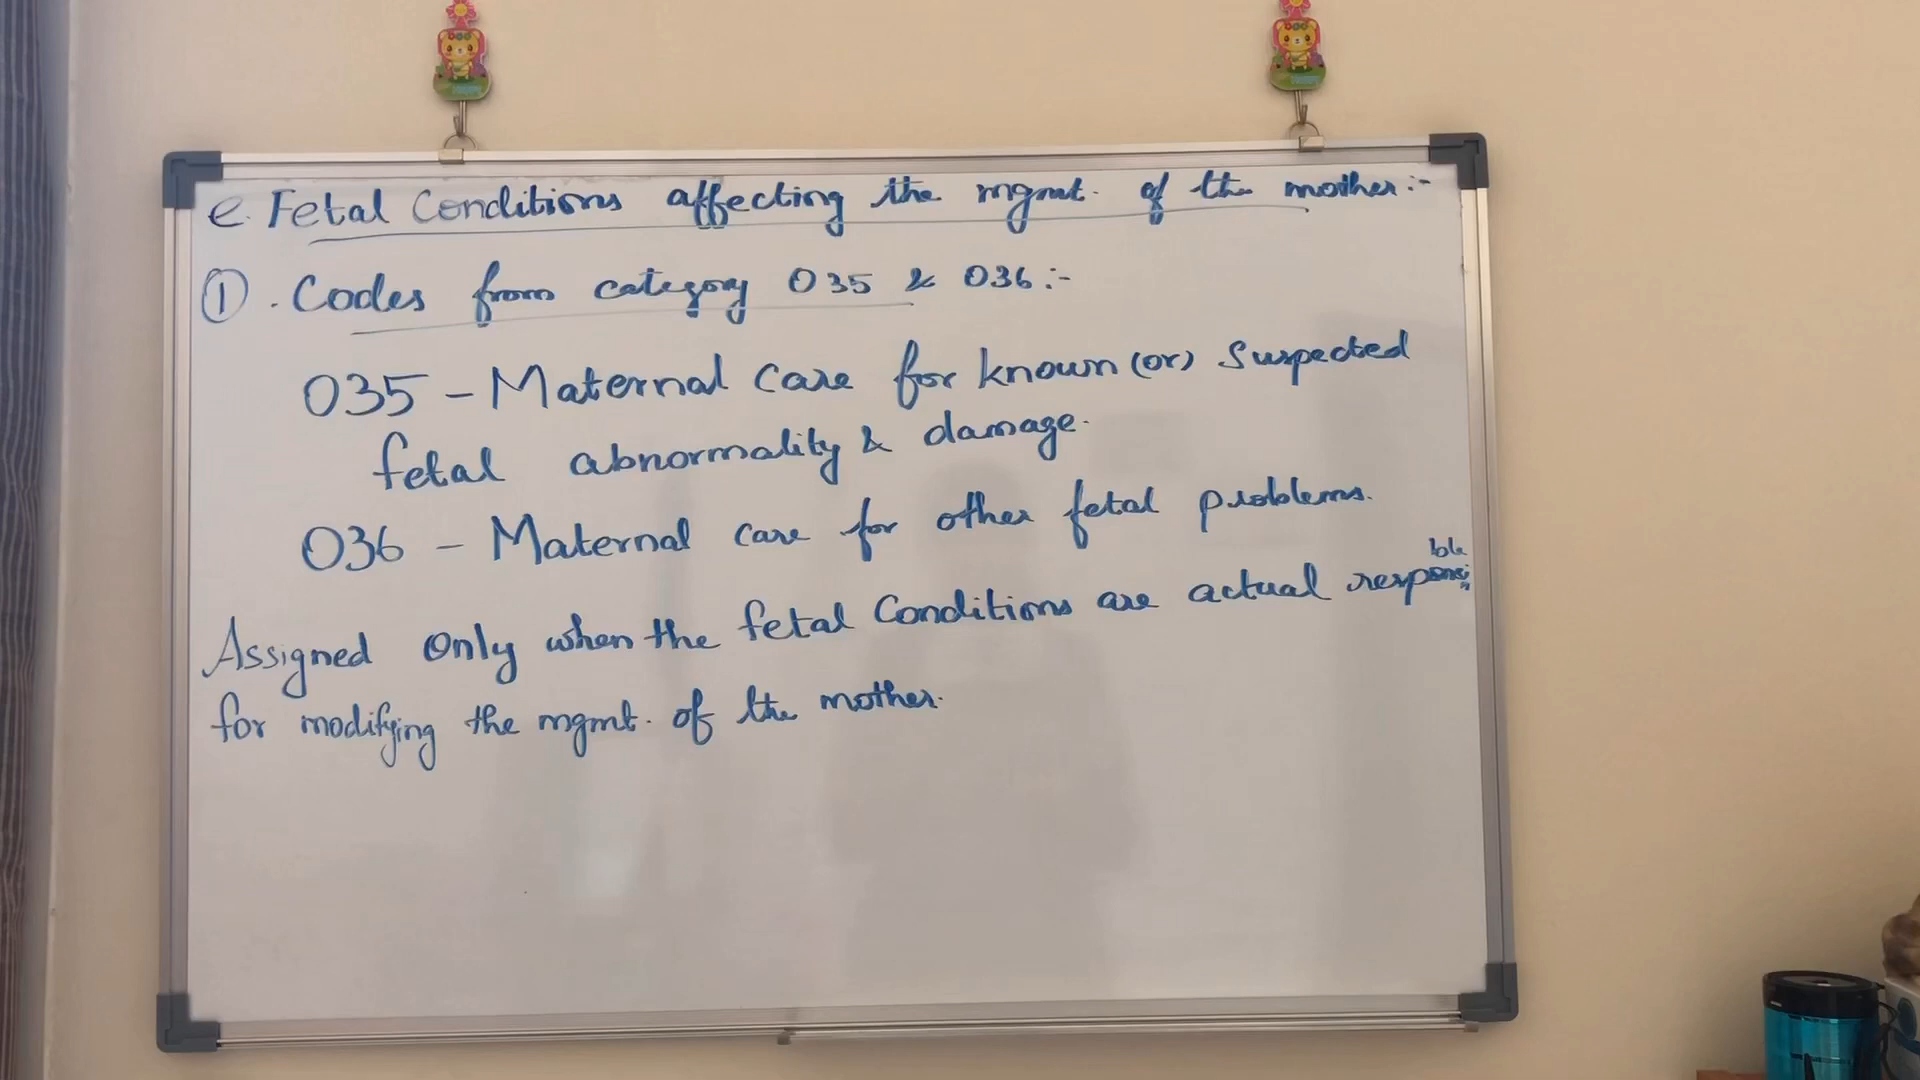 e. Fetal Conditions affecting the mgmt. of the mother:-
① . Codes from category O35 & O36:-
O35 - Maternal care for known (or) Suspected
fetal abnormality & damage.
O36 - Maternal care for other fetal problems.
Assigned only when the fetal Conditions are actual responsible
for modifying the mgmt. of the mother.